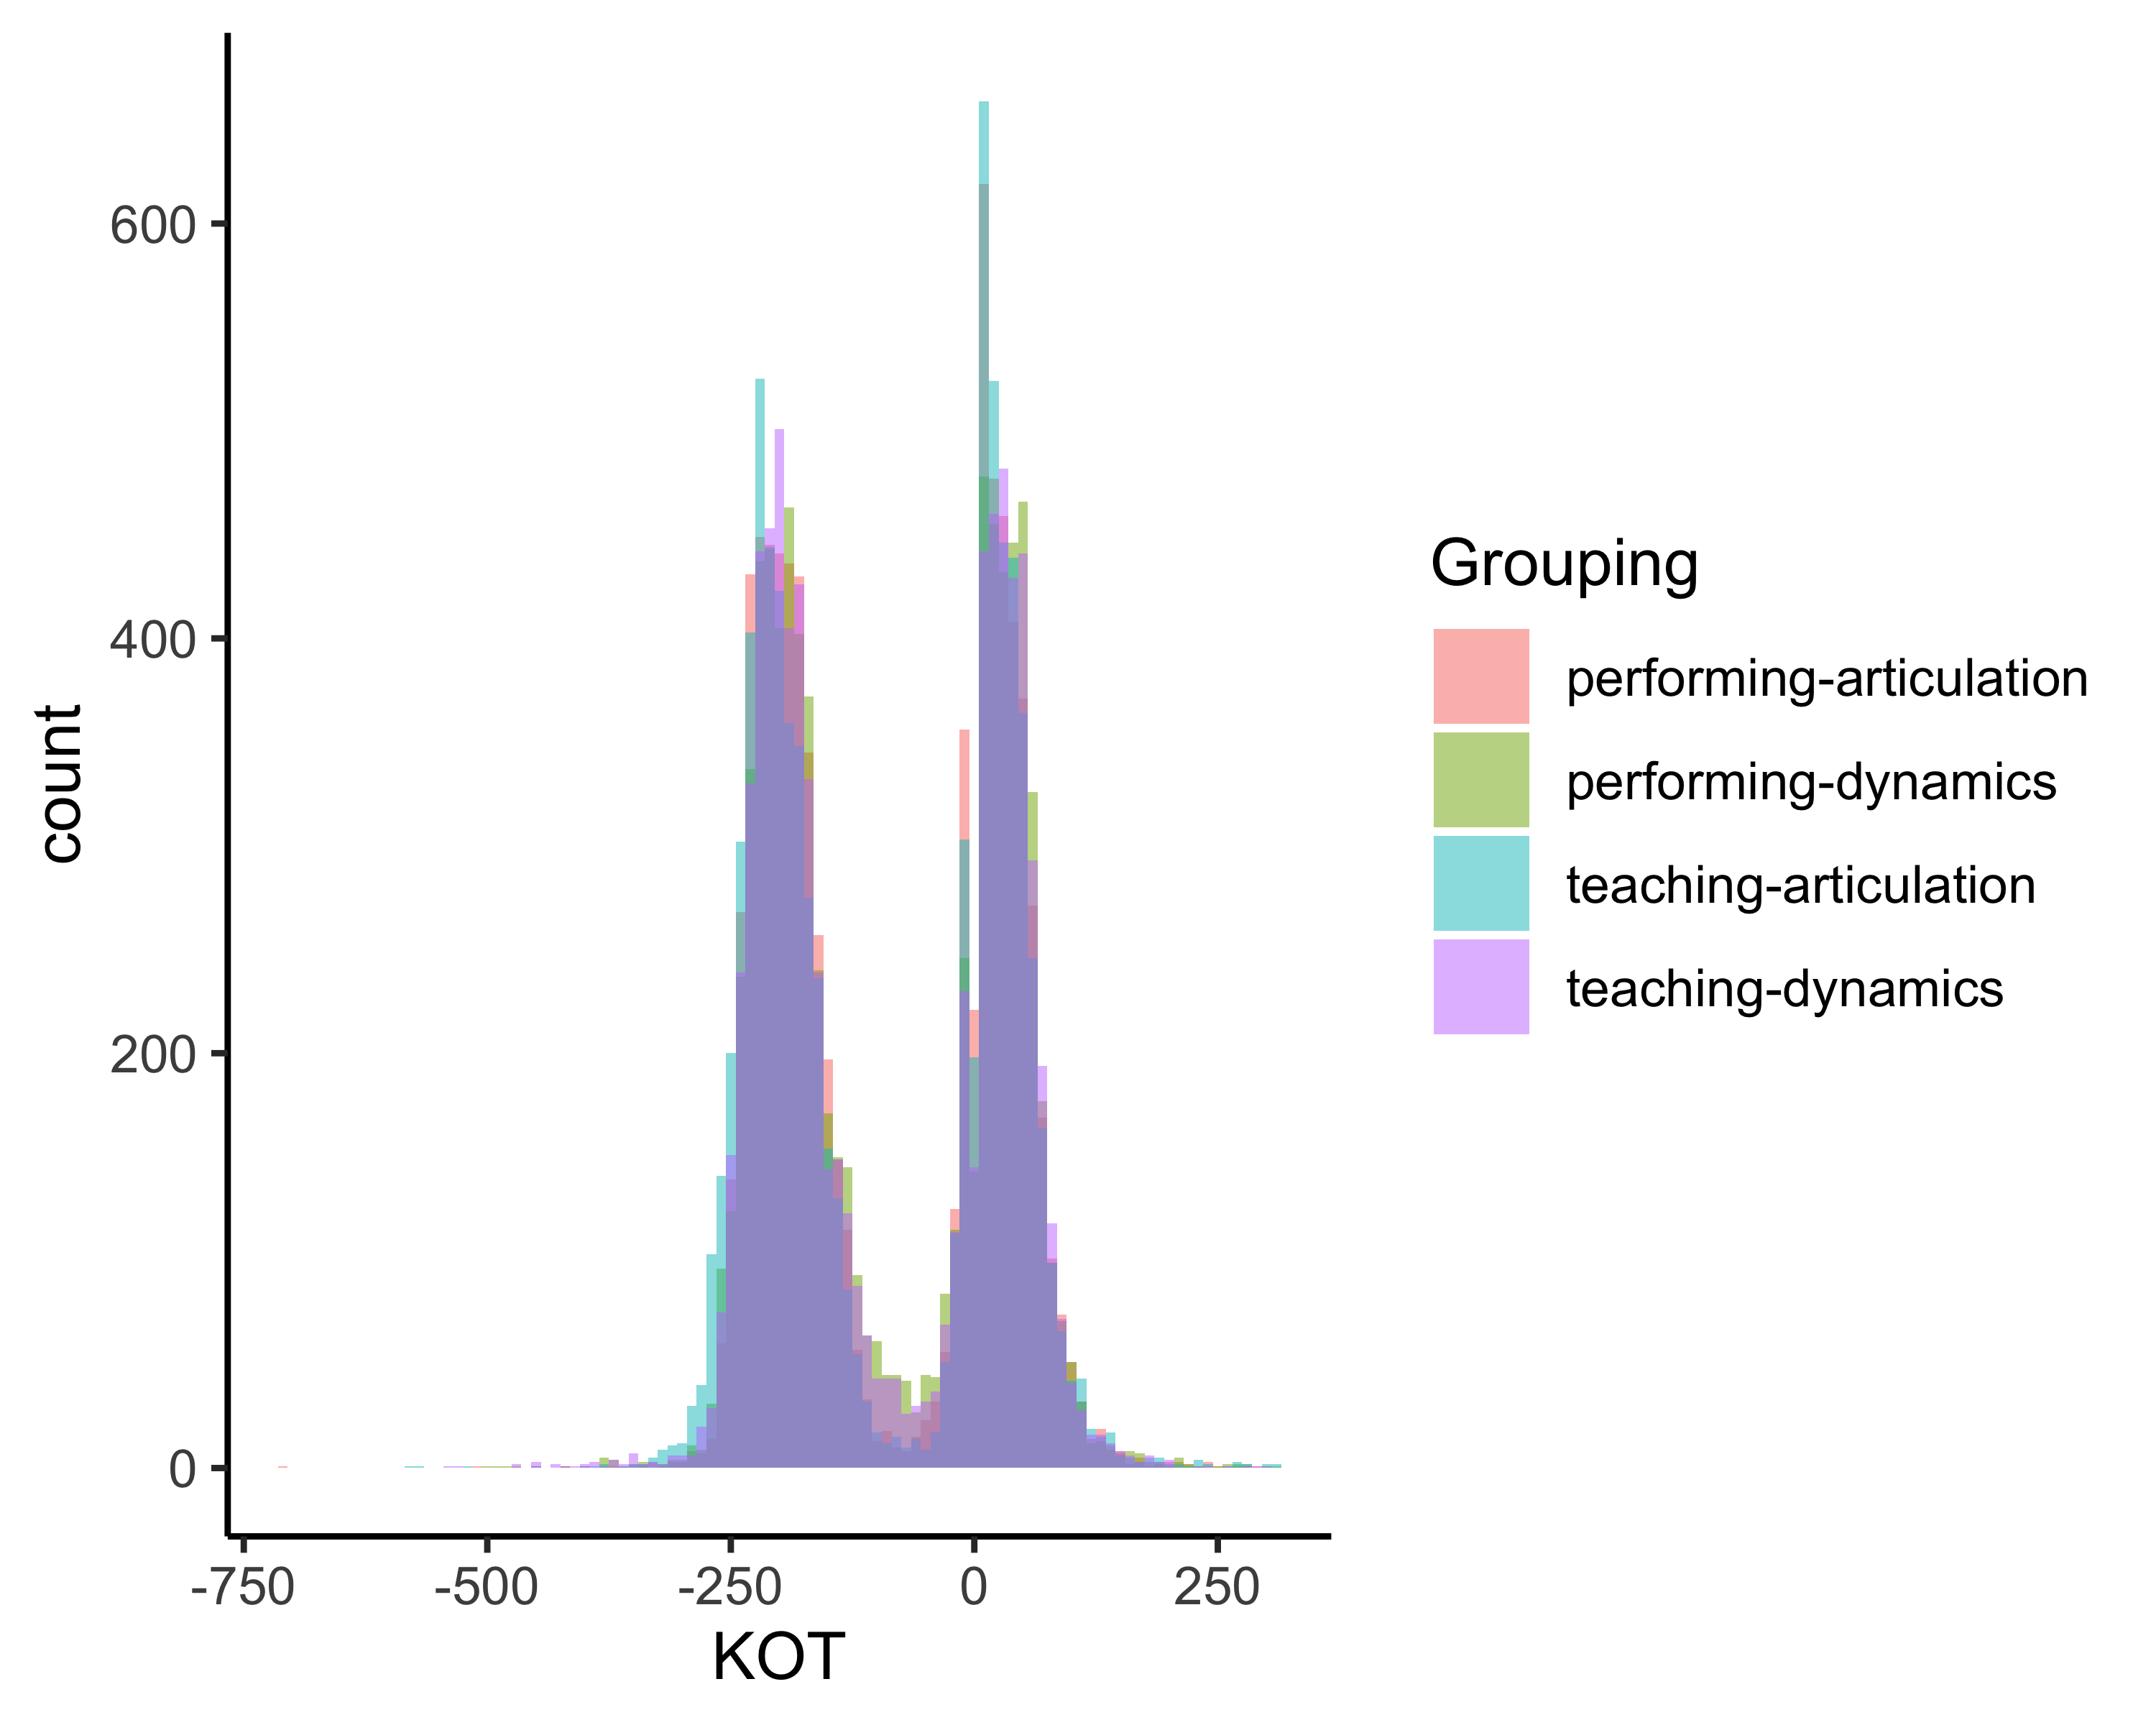 count
600
400
200
0
-750
-500
-250
0
250
KOT
Grouping
performing-articulation
performing-dynamics
teaching-articulation
teaching-dynamics